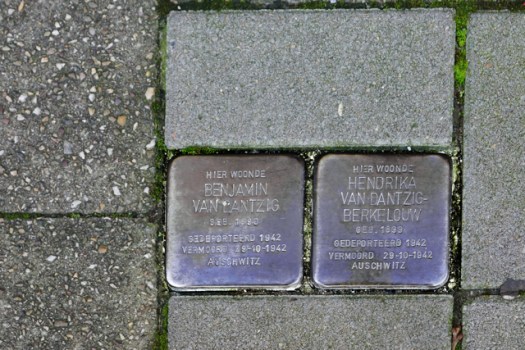 HIER WOONDE
BENJAMIN
VAN DANTZIG
GEB.
GEDEPORTEERD 1942
VERMOORD 29-10-1942
AUSCHWITZ
HIER WOONDE
HENDRIKA
VAN DANTZIG-
BERKELOUW
GEB.
GEDEPORTEERD 1942
VERMOORD 29-10-1942
AUSCHWITZ